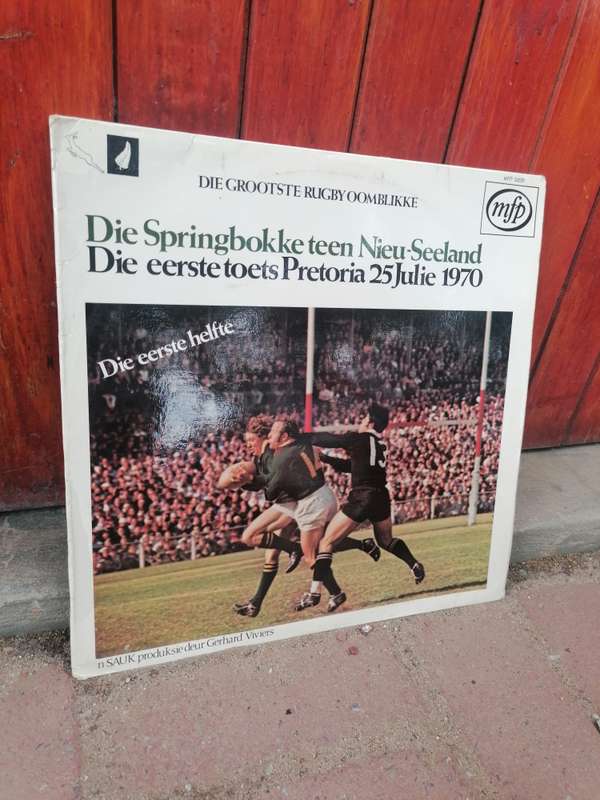 DIE GROOTSTE RUGBY OOMBLIKKE
mfp
Die Springbokke teen Nieu-Seeland
Die eerste toets Pretoria 25 Julie 1970
Die eerste helfte
14
13
'n SAUK produksie deur Gerhard Viviers